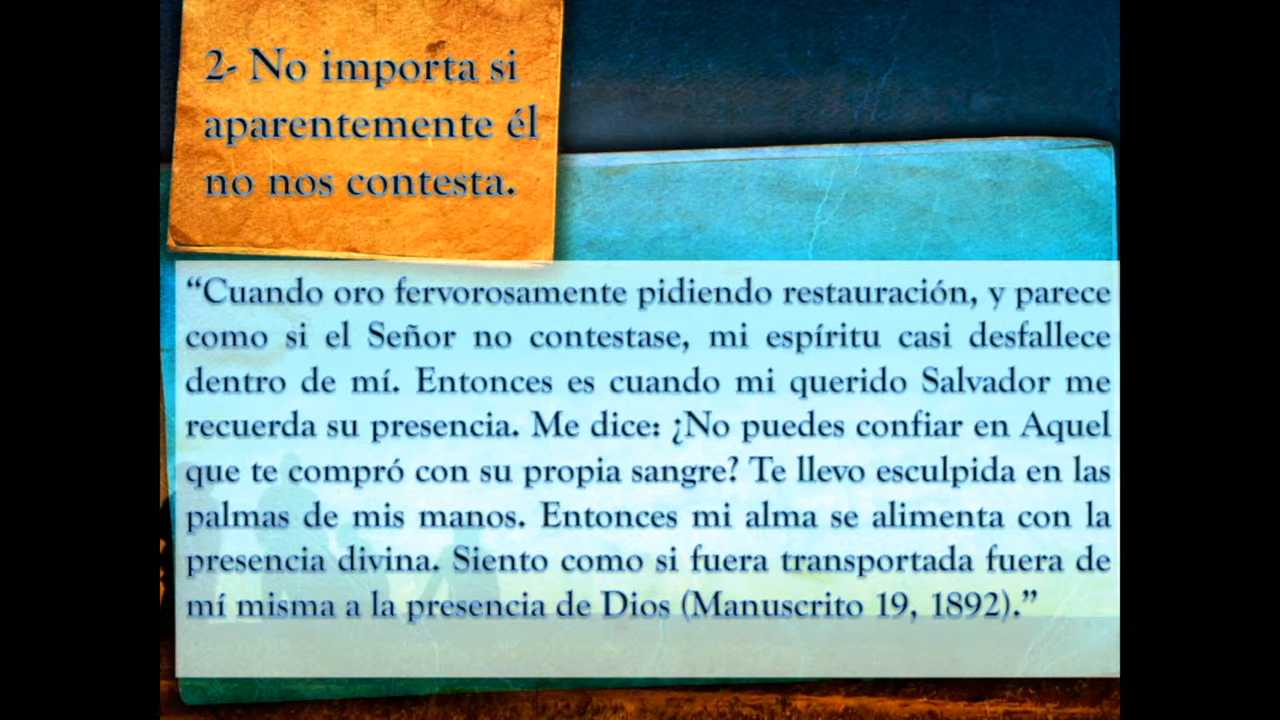 2- No importa si
aparentemente él
no nos contesta.
“Cuando oro fervorosamente pidiendo restauración, y parece
como si el Señor no contestase, mi espíritu casi desfallece
dentro de mí. Entonces es cuando mi querido Salvador me
recuerda su presencia. Me dice: ¿No puedes confiar en Aquel
que te compró con su propia sangre? Te llevo esculpida en las
palmas de mis manos. Entonces mi alma se alimenta con la
presencia divina. Siento como si fuera transportada fuera de
mí misma a la presencia de Dios (Manuscrito 19, 1892).”